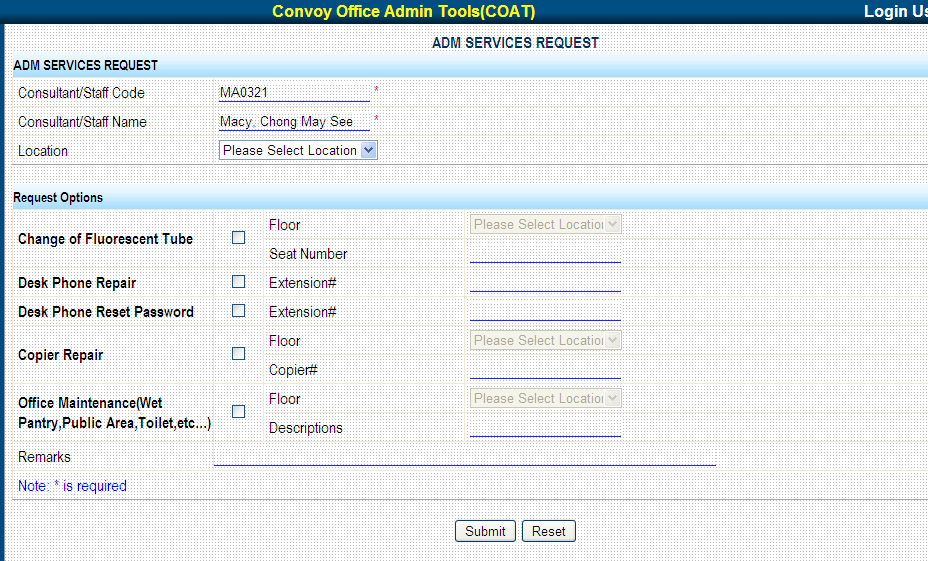 Convoy Office Admin Tools(COAT) Login Us
ADM SERVICES REQUEST
ADM SERVICES REQUEST
Consultant/Staff Code MA0321 *
Consultant/Staff Name Macy, Chong May See *
Location Please Select Location
Request Options
Change of Fluorescent Tube
Floor Please Select Location
Seat Number
Desk Phone Repair Extension#
Desk Phone Reset Password Extension#
Copier Repair
Floor Please Select Location
Copier#
Office Maintenance(Wet
Pantry,Public Area,Toilet,etc...)
Floor Please Select Location
Descriptions
Remarks
Note: * is required
Submit Reset